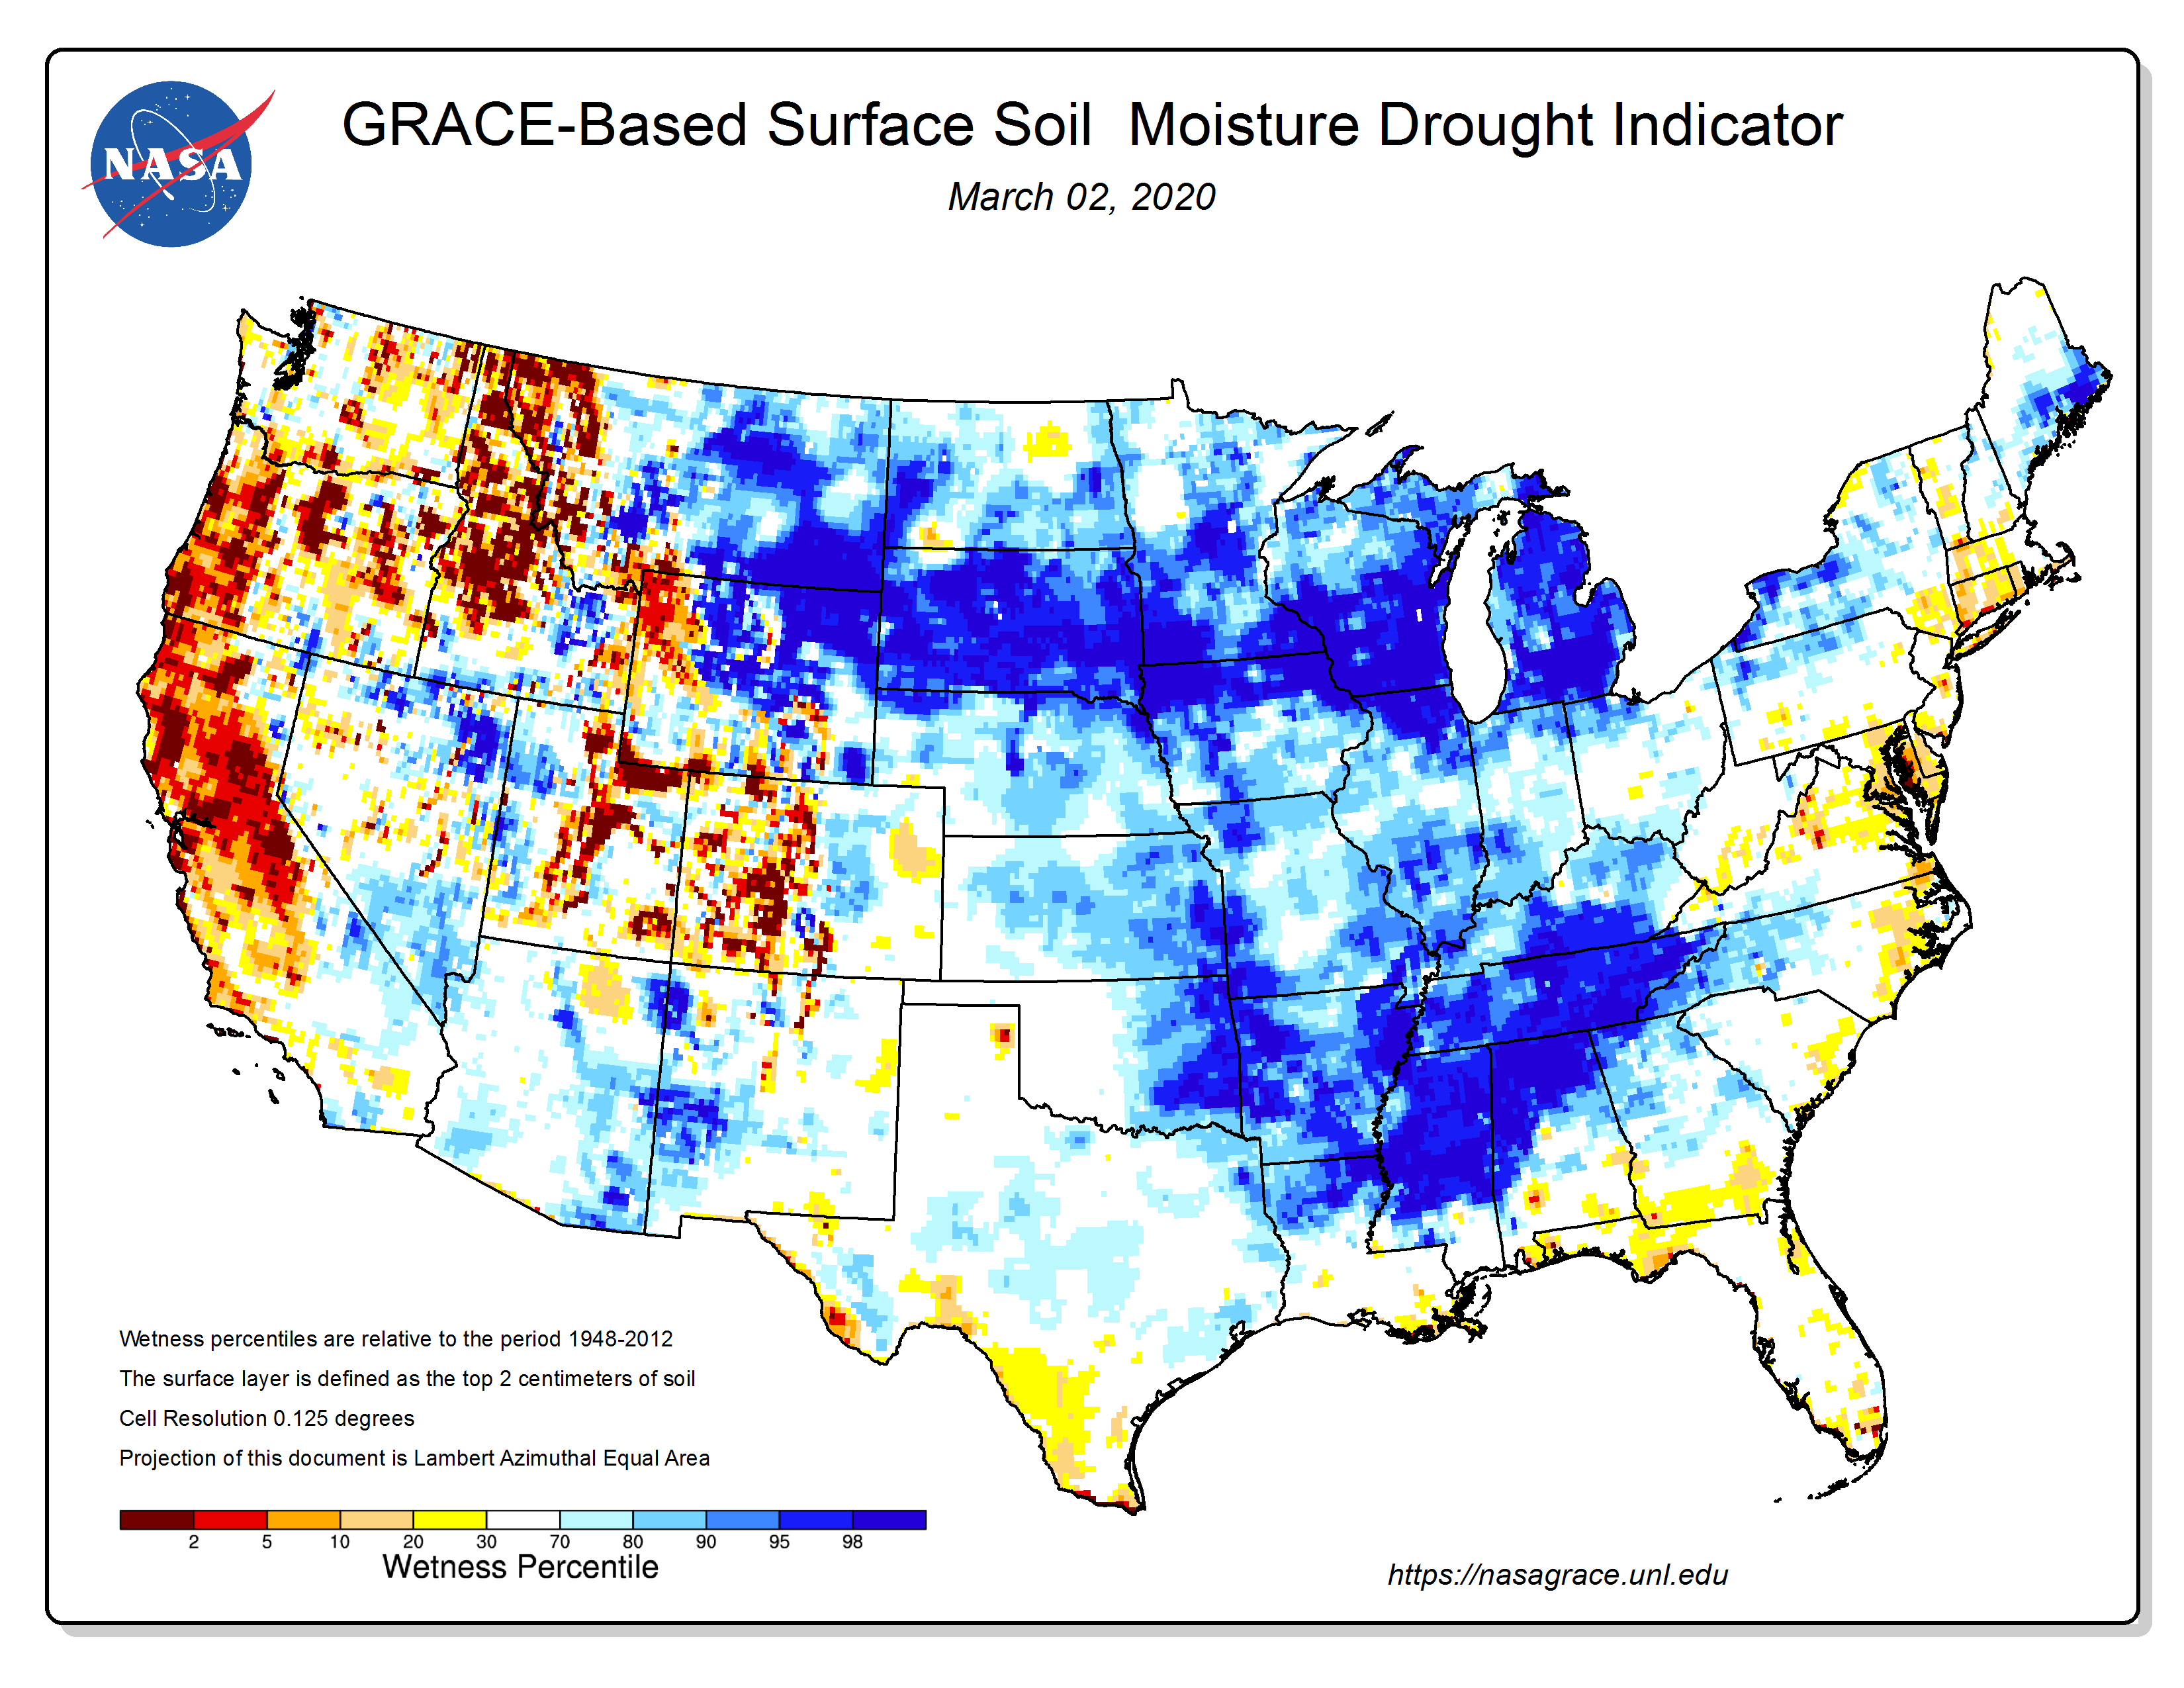 NASA
GRACE-Based Surface Soil  Moisture Drought Indicator
March 02, 2020
Wetness percentiles are relative to the period 1948-2012
The surface layer is defined as the top 2 centimeters of soil
Cell Resolution 0.125 degrees
Projection of this document is Lambert Azimuthal Equal Area
2 5 10 20 30 70 80 90 95 98
Wetness Percentile
https://nasagrace.unl.edu